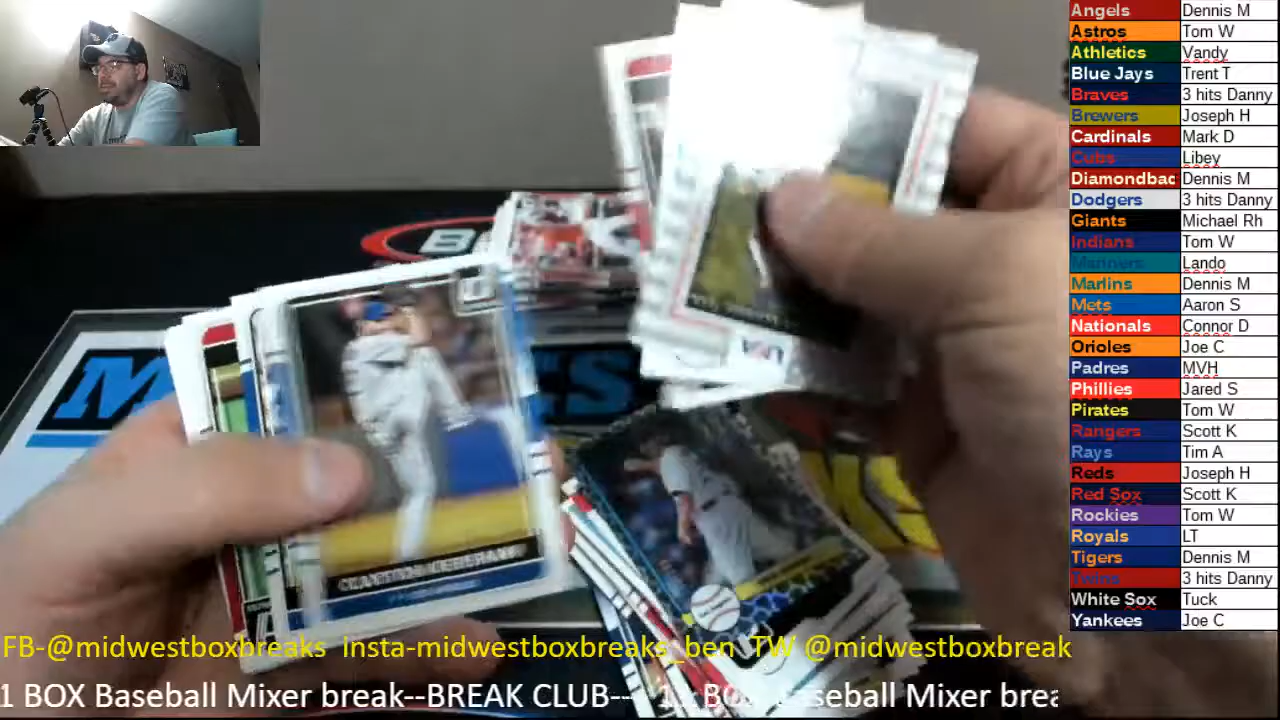 Angels Dennis M
Astros Tom W
Athletics Vandy
Blue Jays Trent T
Braves 3 hits Danny
Brewers Joseph H
Cardinals Mark D
Cubs Libey
Diamondbac Dennis M
Dodgers 3 hits Danny
Giants Michael Rh
Indians Tom W
Mariners Lando
Marlins Dennis M
Mets Aaron S
Nationals Connor D
Orioles Joe C
Padres MVH
Phillies Jared S
Pirates Tom W
Rangers Scott K
Rays Tim A
Reds Joseph H
Red Sox Scott K
Rockies Tom W
Royals LT
Tigers Dennis M
Twins 3 hits Danny
White Sox Tuck
Yankees Joe C
CLAYTON KERSHAW
FB-@midwestboxbreaks Insta-midwestboxbreaks_ben TW @midwestboxbreak
1 BOX Baseball Mixer break--BREAK CLUB--